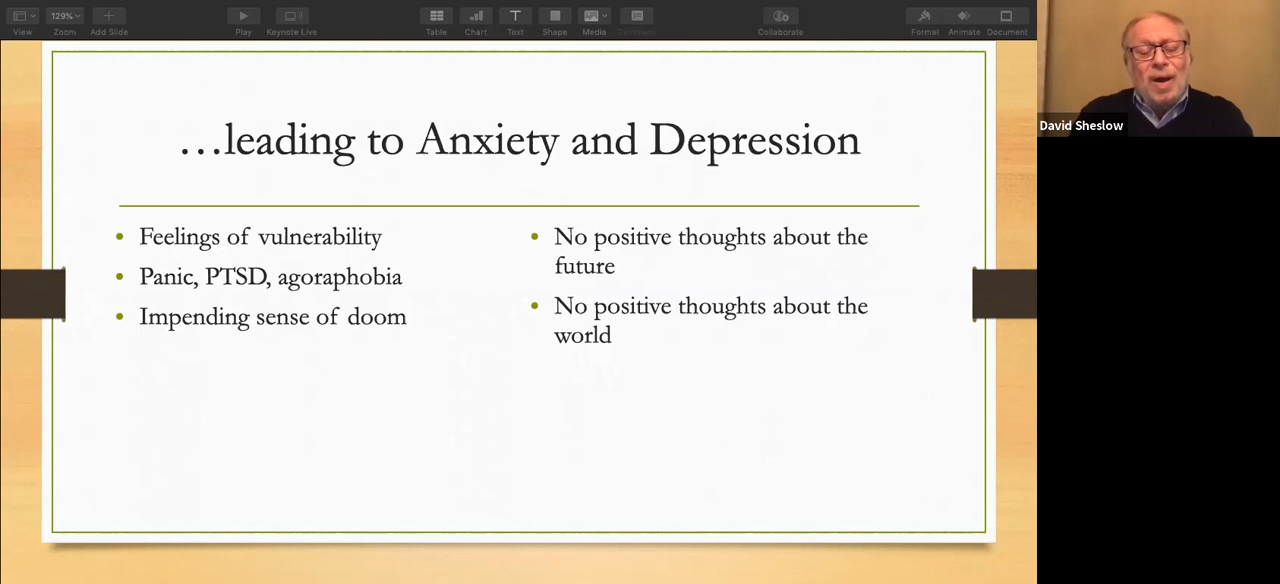 129%
View
Zoom
Add Slide
Play
Keynote Live
Table
Chart
Text
Shape
Media
Comment
Collaborate
Format
Animate
Document
David Sheslow
…leading to Anxiety and Depression
• Feelings of vulnerability
• Panic, PTSD, agoraphobia
• Impending sense of doom
• No positive thoughts about the
future
• No positive thoughts about the
world